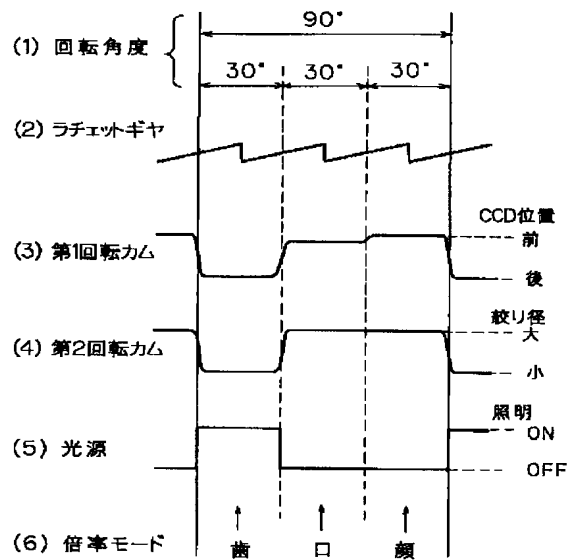 90°
(1) 回転角度
30° 30° 30°
(2) ラチェットギヤ
CCD位置
前
(3) 第1回転カム
後
絞り径
大
(4) 第2回転カム
小
照明
ON
(5) 光源
OFF
(6) 倍率モード 歯 口 顔